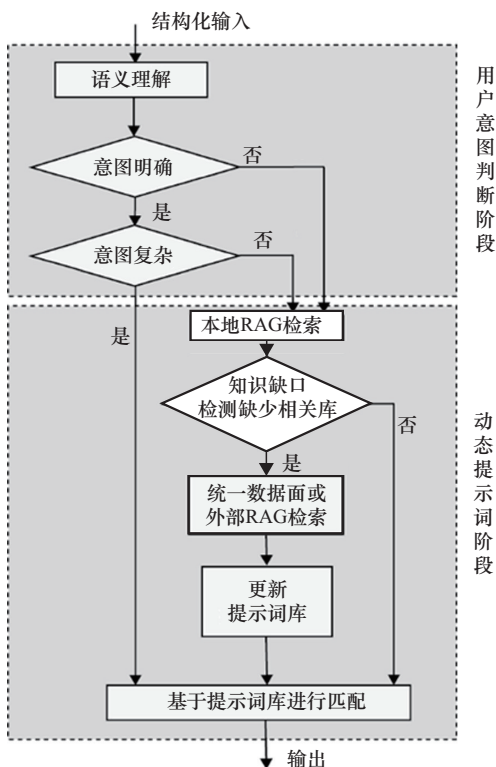 结构化输入
语义理解
意图明确
否
是
意图复杂
否
用户意图判断阶段
是
本地RAG检索
知识缺口
检测缺少相关库
否
是
统一数据面或
外部RAG检索
更新
提示词库
动态提示词阶段
基于提示词库进行匹配
输出